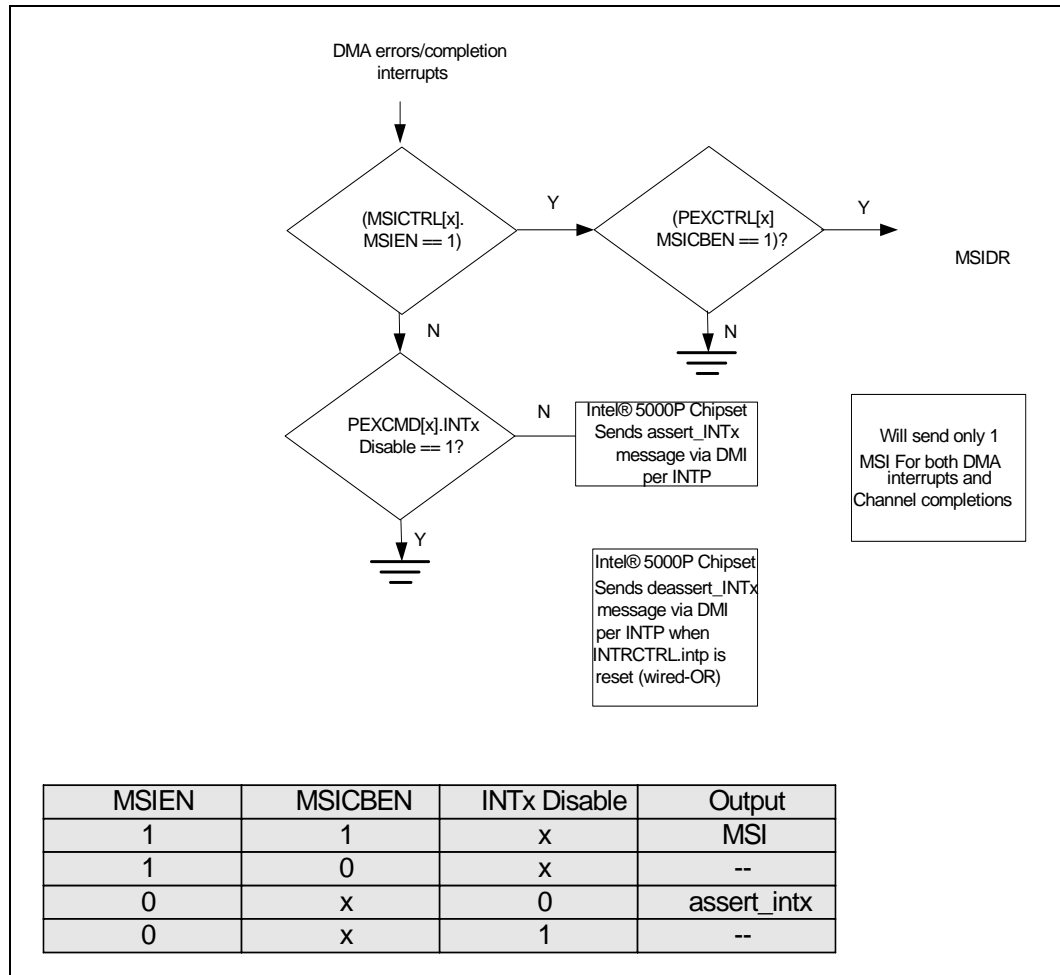 DMA errors/completion
interrupts
(MSICTRL[x].
MSIEN == 1)
Y
(PEXCTRL[x]
MSICBEN == 1)?
Y
MSIDR
N
N
PEXCMD[x].INTx
Disable == 1?
N
Intel® 5000P Chipset
Sends assert_INTx
message via DMI
per INTP
Will send only 1
MSI For both DMA
interrupts and
Channel completions
Y
Intel® 5000P Chipset
Sends deassert_INTx
message via DMI
per INTP when
INTRCTRL.intp is
reset (wired-OR)
MSIEN MSICBEN INTx Disable Output
1 1 x MSI
1 0 x --
0 x 0 assert_intx
0 x 1 --